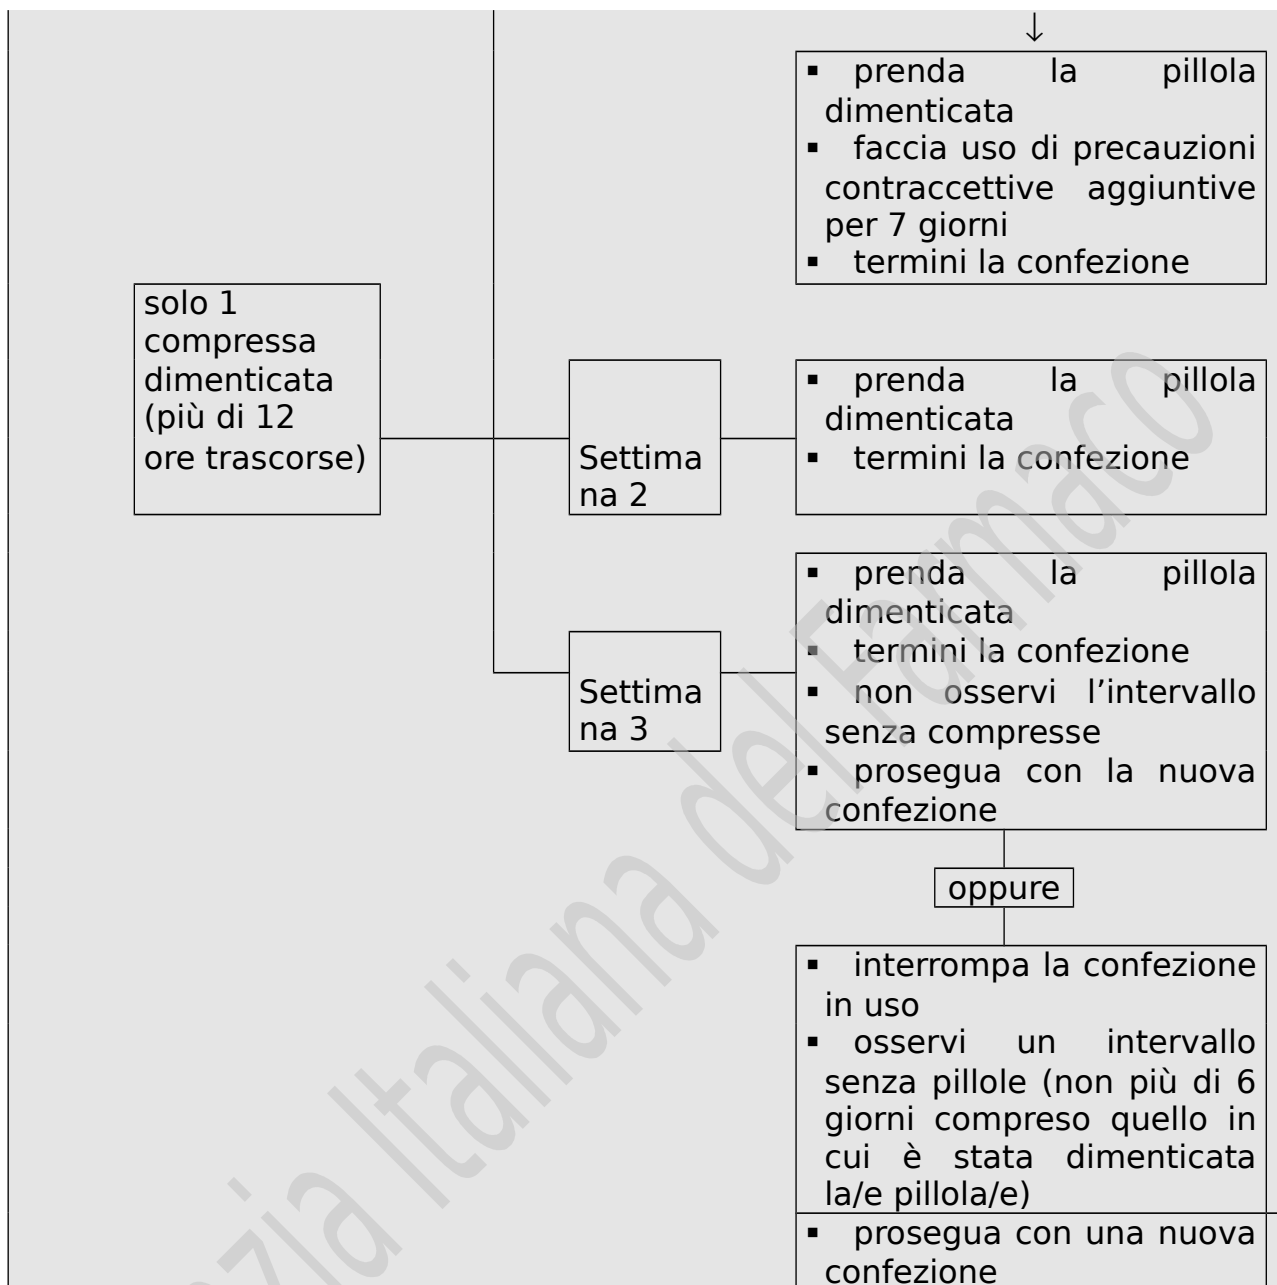 ↓
▪ prenda la pillola
dimenticata
▪ faccia uso di precauzioni
contraccettive aggiuntive
per 7 giorni
▪ termini la confezione
solo 1
compressa
dimenticata
(più di 12
ore trascorse)
Settima
na 2
▪ prenda la pillola
dimenticata
▪ termini la confezione
Settima
na 3
▪ prenda la pillola
dimenticata
▪ termini la confezione
▪ non osservi l'intervallo
senza compresse
▪ prosegua con la nuova
confezione
oppure
▪ interrompa la confezione
in uso
▪ osservi un intervallo
senza pillole (non più di 6
giorni compreso quello in
cui è stata dimenticata
la/e pillola/e)
▪ prosegua con una nuova
confezione
Italiana del Farmaco